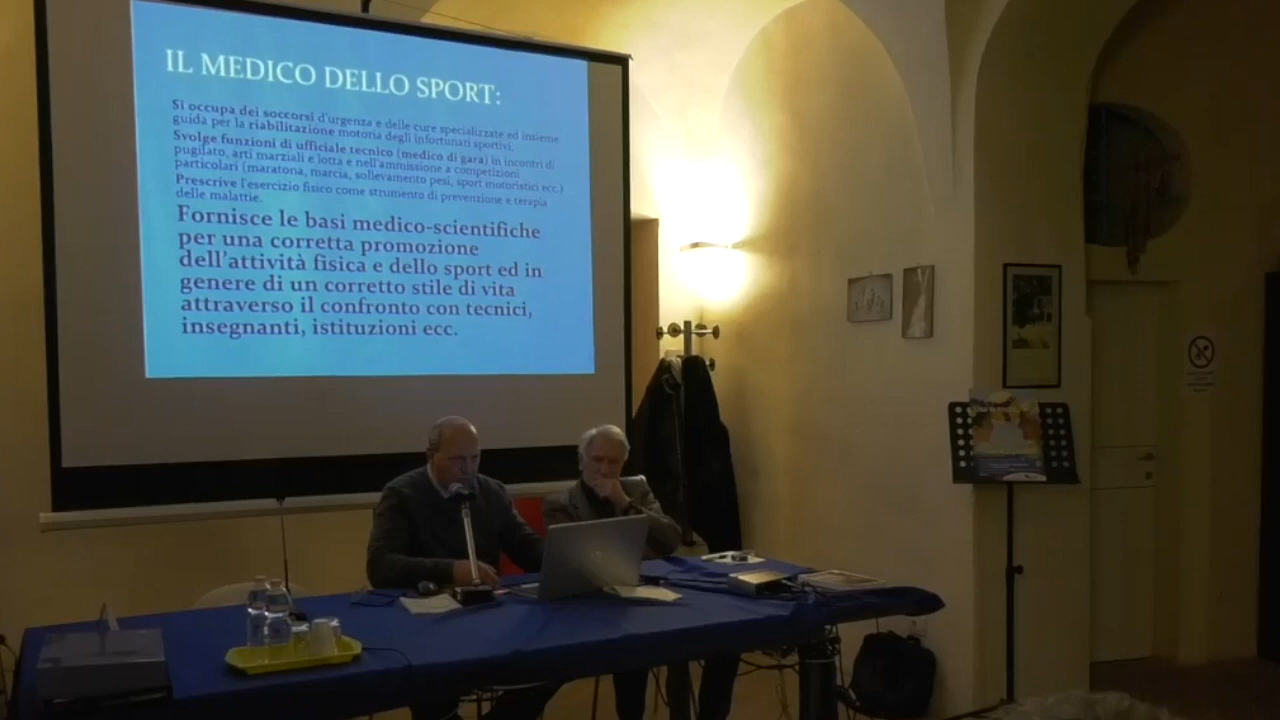 IL MEDICO DELLO SPORT:
Si occupa dei soccorsi d'urgenza e delle cure specializzate ed insieme
guida per la riabilitazione motoria degli infortunati sportivi.
Svolge funzioni di ufficiale tecnico (medico di gara) in incontri di
pugilato, arti marziali e lotta e nell'ammissione a competizioni
particolari (maratona, marcia, sollevamento pesi, sport motoristici ecc.)
Prescrive l'esercizio fisico come strumento di prevenzione e terapia
delle malattie.
Fornisce le basi medico-scientifiche
per una corretta promozione
dell'attività fisica e dello sport ed in
genere di un corretto stile di vita
attraverso il confronto con tecnici,
insegnanti, istituzioni ecc.